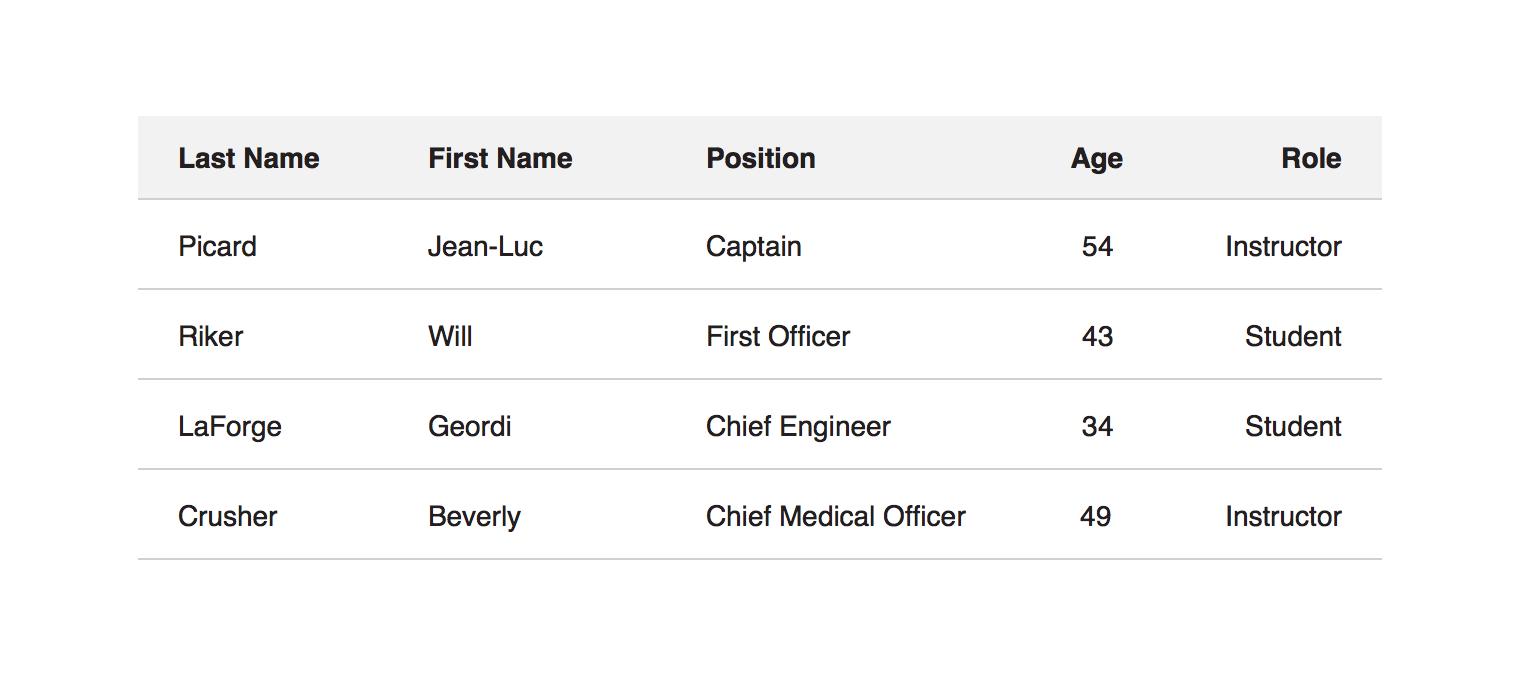 Last Name First Name Position Age Role
Picard Jean-Luc Captain 54 Instructor
Riker Will First Officer 43 Student
LaForge Geordi Chief Engineer 34 Student
Crusher Beverly Chief Medical Officer 49 Instructor